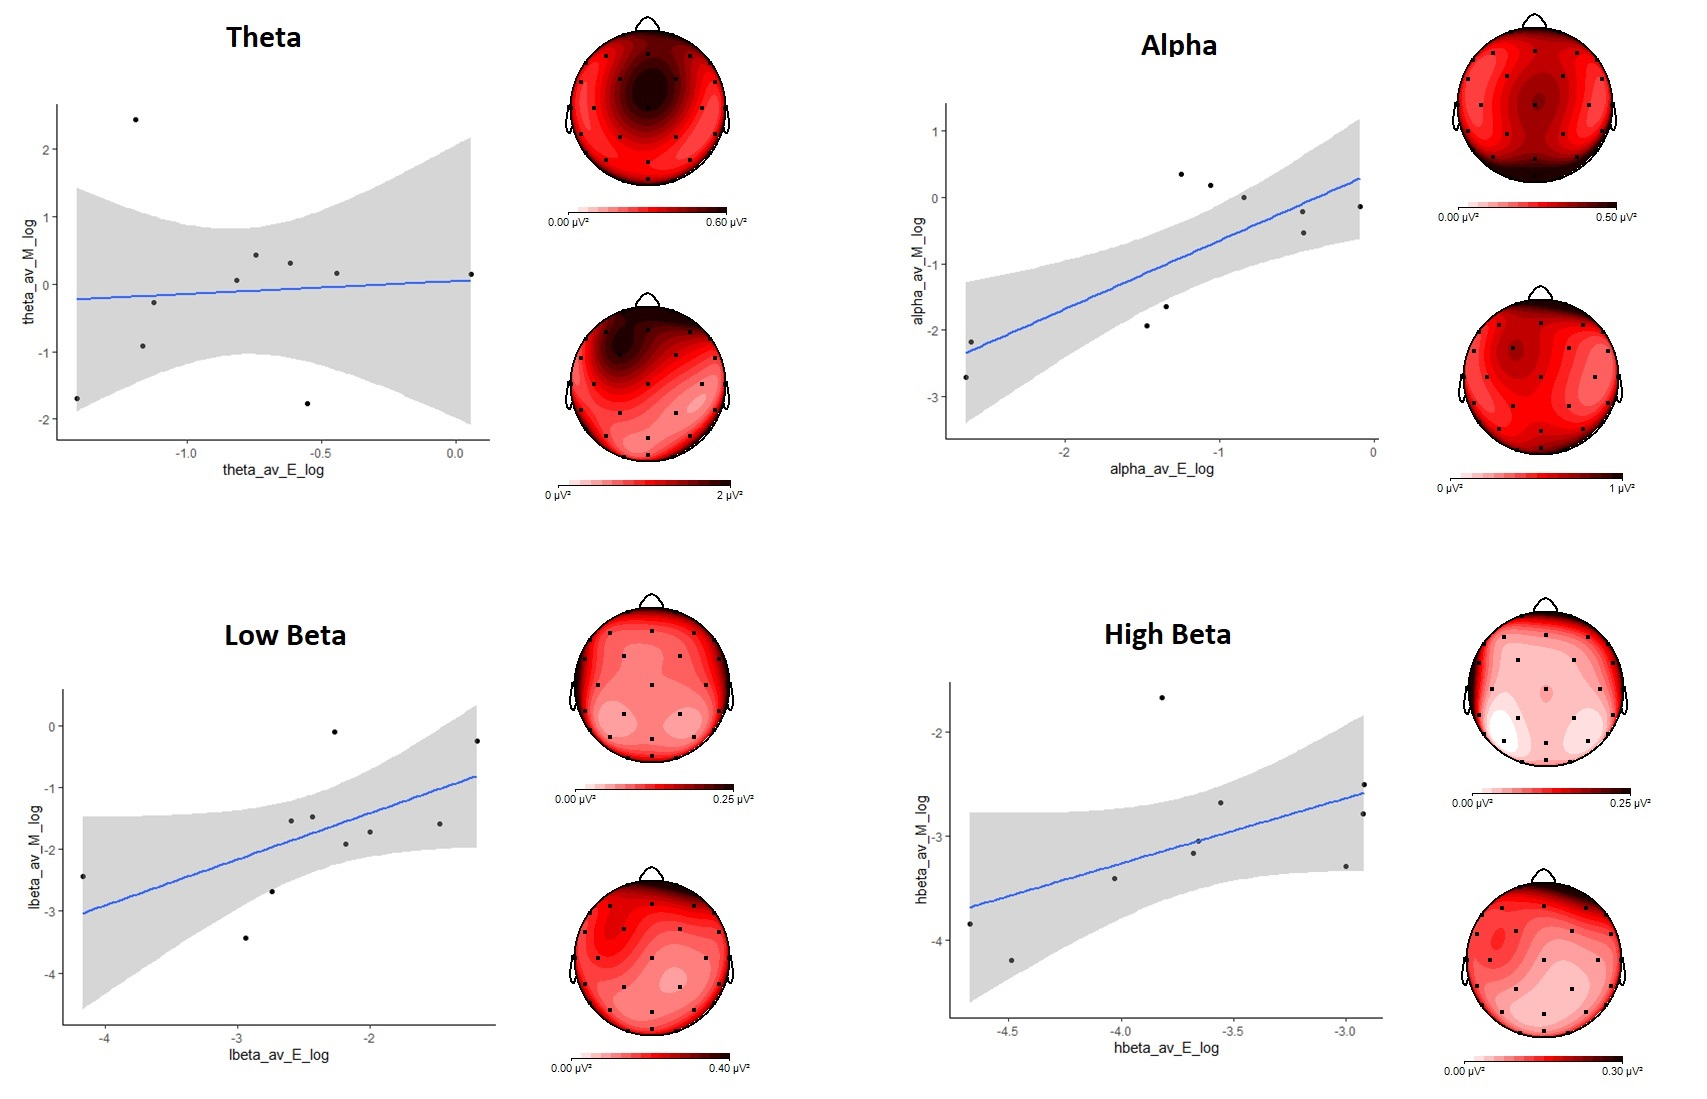 Theta
2
1
0
-1
-2
theta_av_M_log
-1.0 -0.5 0.0
theta_av_E_log
0.00 µV² 0.60 µV²
0 µV² 2 µV²
Alpha
1
0
-1
-2
-3
alpha_av_M_log
-2 -1 0
alpha_av_E_log
0.00 µV² 0.50 µV²
0 µV² 1 µV²
Low Beta
0
-1
-2
-3
-4
lbeta_av_M_log
-4 -3 -2
lbeta_av_E_log
0.00 µV² 0.25 µV²
0.00 µV² 0.40 µV²
High Beta
-2
-3
-4
hbeta_av_M_log
-4.5 -4.0 -3.5 -3.0
hbeta_av_E_log
0.00 µV² 0.25 µV²
0.00 µV² 0.30 µV²